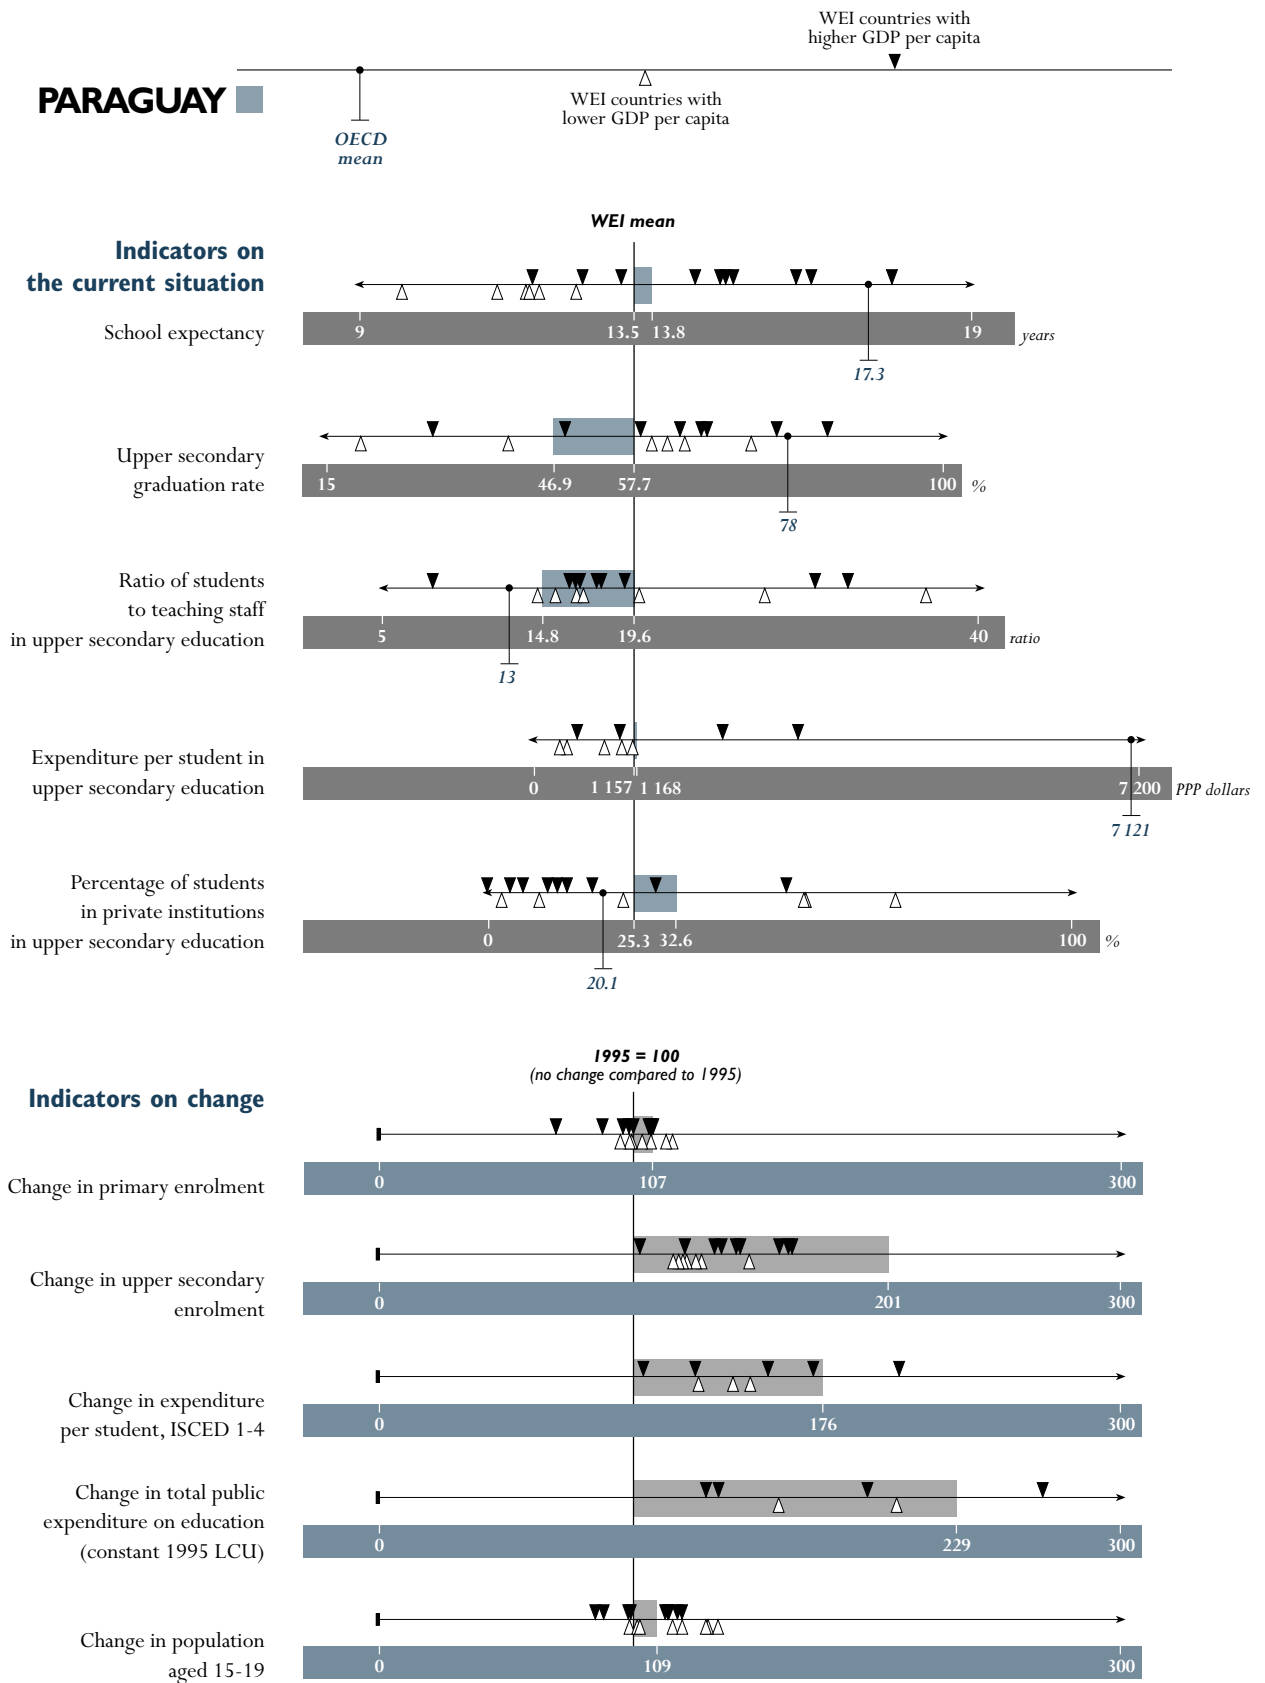 WEI countries with
higher GDP per capita
PARAGUAY
WEI countries with
lower GDP per capita
OECD
mean
WEI mean
Indicators on
the current situation
School expectancy
9 13.5 13.8 19 years
17.3
Upper secondary
graduation rate
15 46.9 57.7 100 %
78
Ratio of students
to teaching staff
in upper secondary education
5 14.8 19.6 40 ratio
13
Expenditure per student in
upper secondary education
0 1 157 1 168 7 200 PPP dollars
7 121
Percentage of students
in private institutions
in upper secondary education
0 25.3 32.6 100 %
20.1
1995 = 100
(no change compared to 1995)
Indicators on change
Change in primary enrolment
0 107 300
Change in upper secondary
enrolment
0 201 300
Change in expenditure
per student, ISCED 1-4
0 176 300
Change in total public
expenditure on education
(constant 1995 LCU)
0 229 300
Change in population
aged 15-19
0 109 300